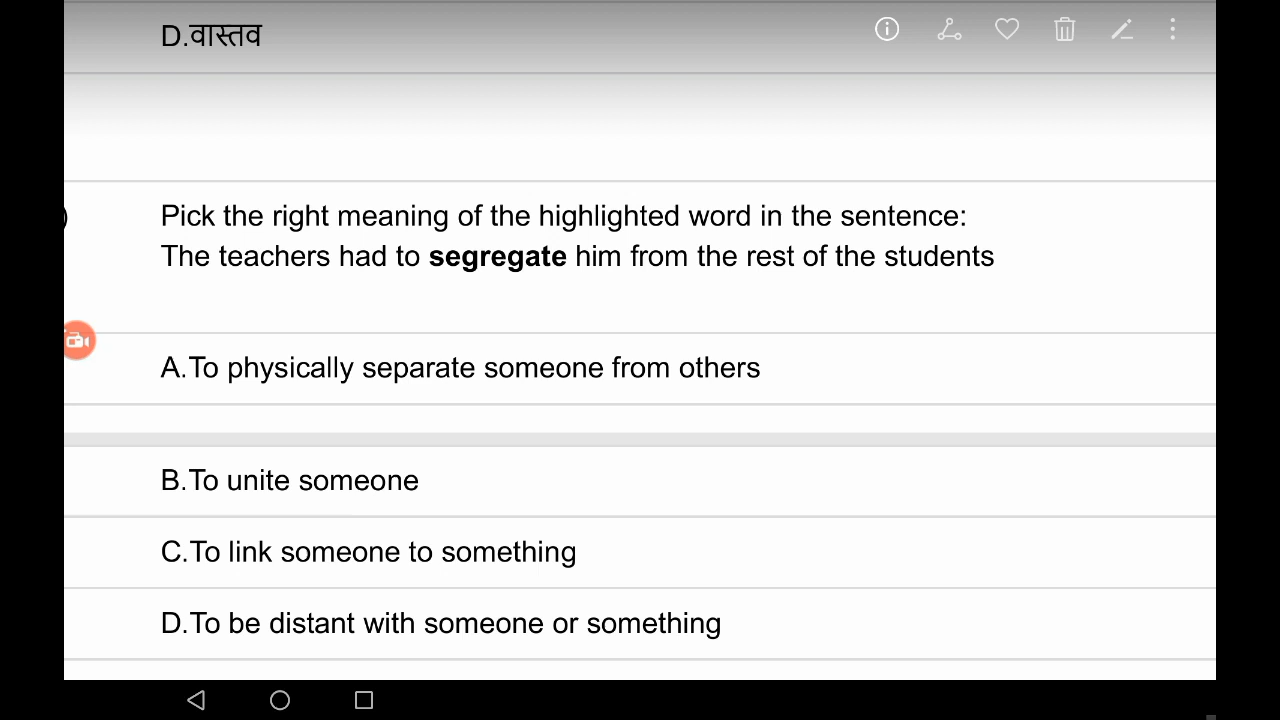 D.वास्तव
Pick the right meaning of the highlighted word in the sentence:
The teachers had to segregate him from the rest of the students
A.To physically separate someone from others
B.To unite someone
C.To link someone to something
D.To be distant with someone or something